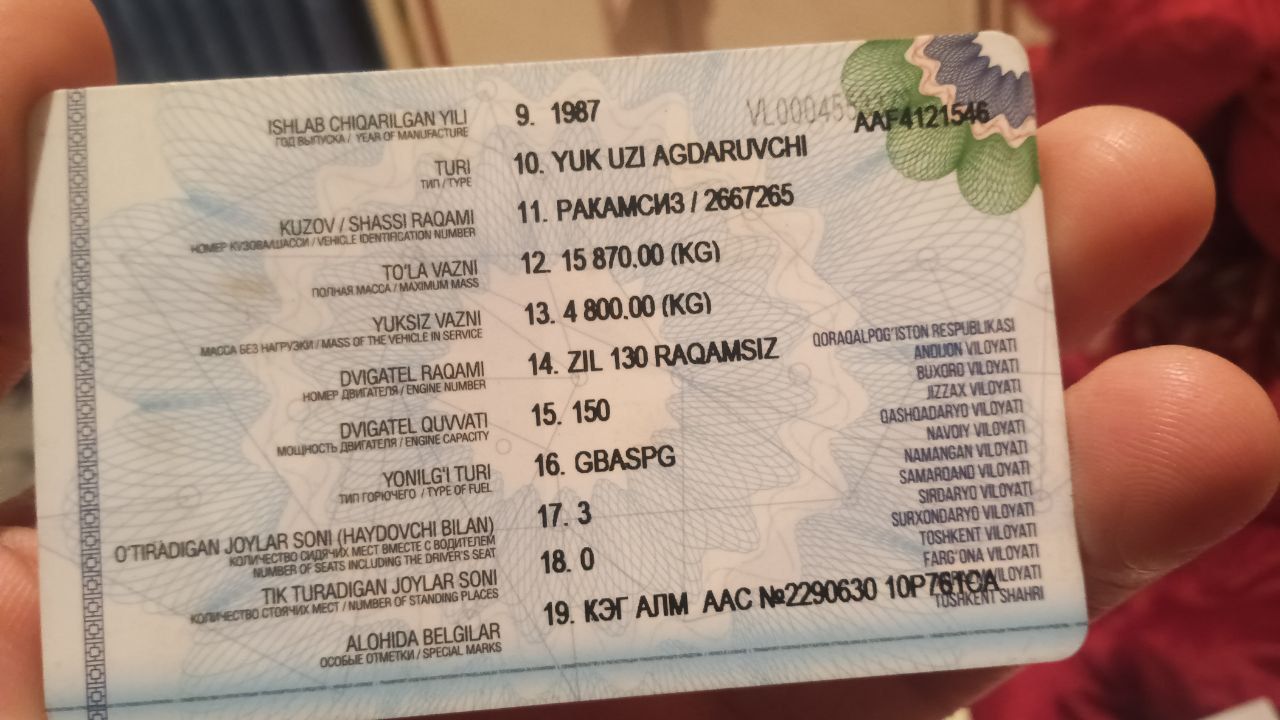 VL000455
AAF4121546
ISHLAB CHIQARILGAN YILI 9. 1987
ГОД ВЫПУСКА / YEAR OF MANUFACTURE
TURI 10. YUK UZI AGDARUVCHI
ТИП / TYPE
KUZOV / SHASSI RAQAMI 11. РАКАМСИЗ / 2667265
НОМЕР КУЗОВА/ШАССИ / VEHICLE IDENTIFICATION NUMBER
TO'LA VAZNI 12. 15 870.00 (KG)
ПОЛНАЯ МАССА / MAXIMUM MASS
YUKSIZ VAZNI 13. 4 800.00 (KG)
МАССА БЕЗ НАГРУЗКИ / MASS OF THE VEHICLE IN SERVICE
DVIGATEL RAQAMI 14. ZIL 130 RAQAMSIZ
НОМЕР ДВИГАТЕЛЯ / ENGINE NUMBER
DVIGATEL QUVVATI 15. 150
МОЩНОСТЬ ДВИГАТЕЛЯ / ENGINE CAPACITY
YONILG'I TURI 16. GBASPG
ТИП ГОРЮЧЕГО / TYPE OF FUEL
O'TIRADIGAN JOYLAR SONI (HAYDOVCHI BILAN) 17. 3
КОЛИЧЕСТВО СИДЯЧИХ МЕСТ ВМЕСТЕ С ВОДИТЕЛЕМ
NUMBER OF SEATS INCLUDING THE DRIVER'S SEAT
TIK TURADIGAN JOYLAR SONI 18. 0
КОЛИЧЕСТВО СТОЯЧИХ МЕСТ / NUMBER OF STANDING PLACES
ALOHIDA BELGILAR 19. КЭГ АЛМ ААС №2290630 10P761CA
ОСОБЫЕ ОТМЕТКИ / SPECIAL MARKS
QORAQALPOG'ISTON RESPUBLIKASI
ANDIJON VILOYATI
BUXORO VILOYATI
JIZZAX VILOYATI
QASHQADARYO VILOYATI
NAVOIY VILOYATI
NAMANGAN VILOYATI
SAMARQAND VILOYATI
SIRDARYO VILOYATI
SURXONDARYO VILOYATI
TOSHKENT VILOYATI
FARG'ONA VILOYATI
VILOYATI
TOSHKENT SHAHRI